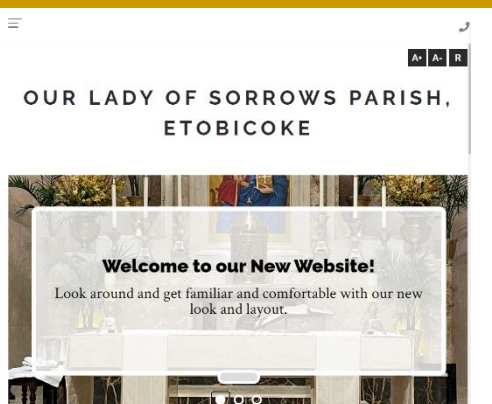 A+ A- R
OUR LADY OF SORROWS PARISH,
ETOBICOKE
Welcome to our New Website!
Look around and get familiar and comfortable with our new
look and layout.